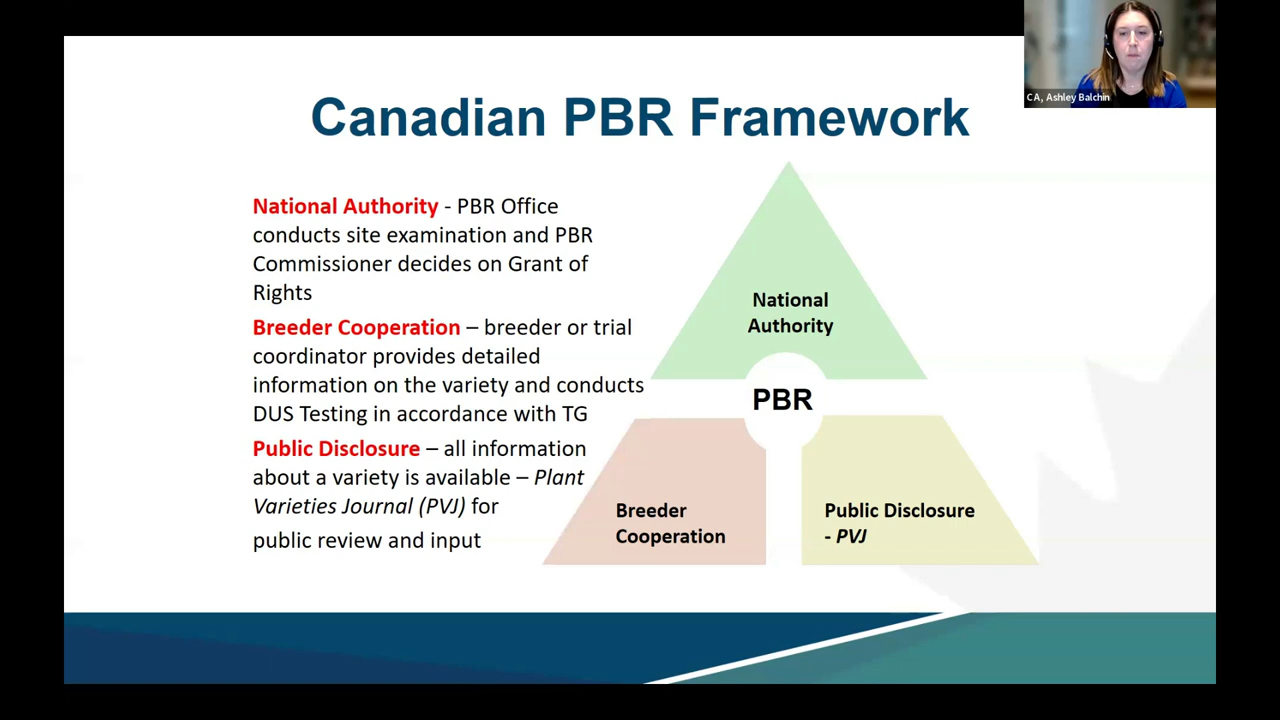 CA, Ashley Balchin
Canadian PBR Framework
National Authority - PBR Office
conducts site examination and PBR
Commissioner decides on Grant of
Rights
Breeder Cooperation – breeder or trial
coordinator provides detailed
information on the variety and conducts
DUS Testing in accordance with TG
Public Disclosure – all information
about a variety is available – Plant
Varieties Journal (PVJ) for
public review and input
National
Authority
PBR
Breeder
Cooperation
Public Disclosure
- PVJ